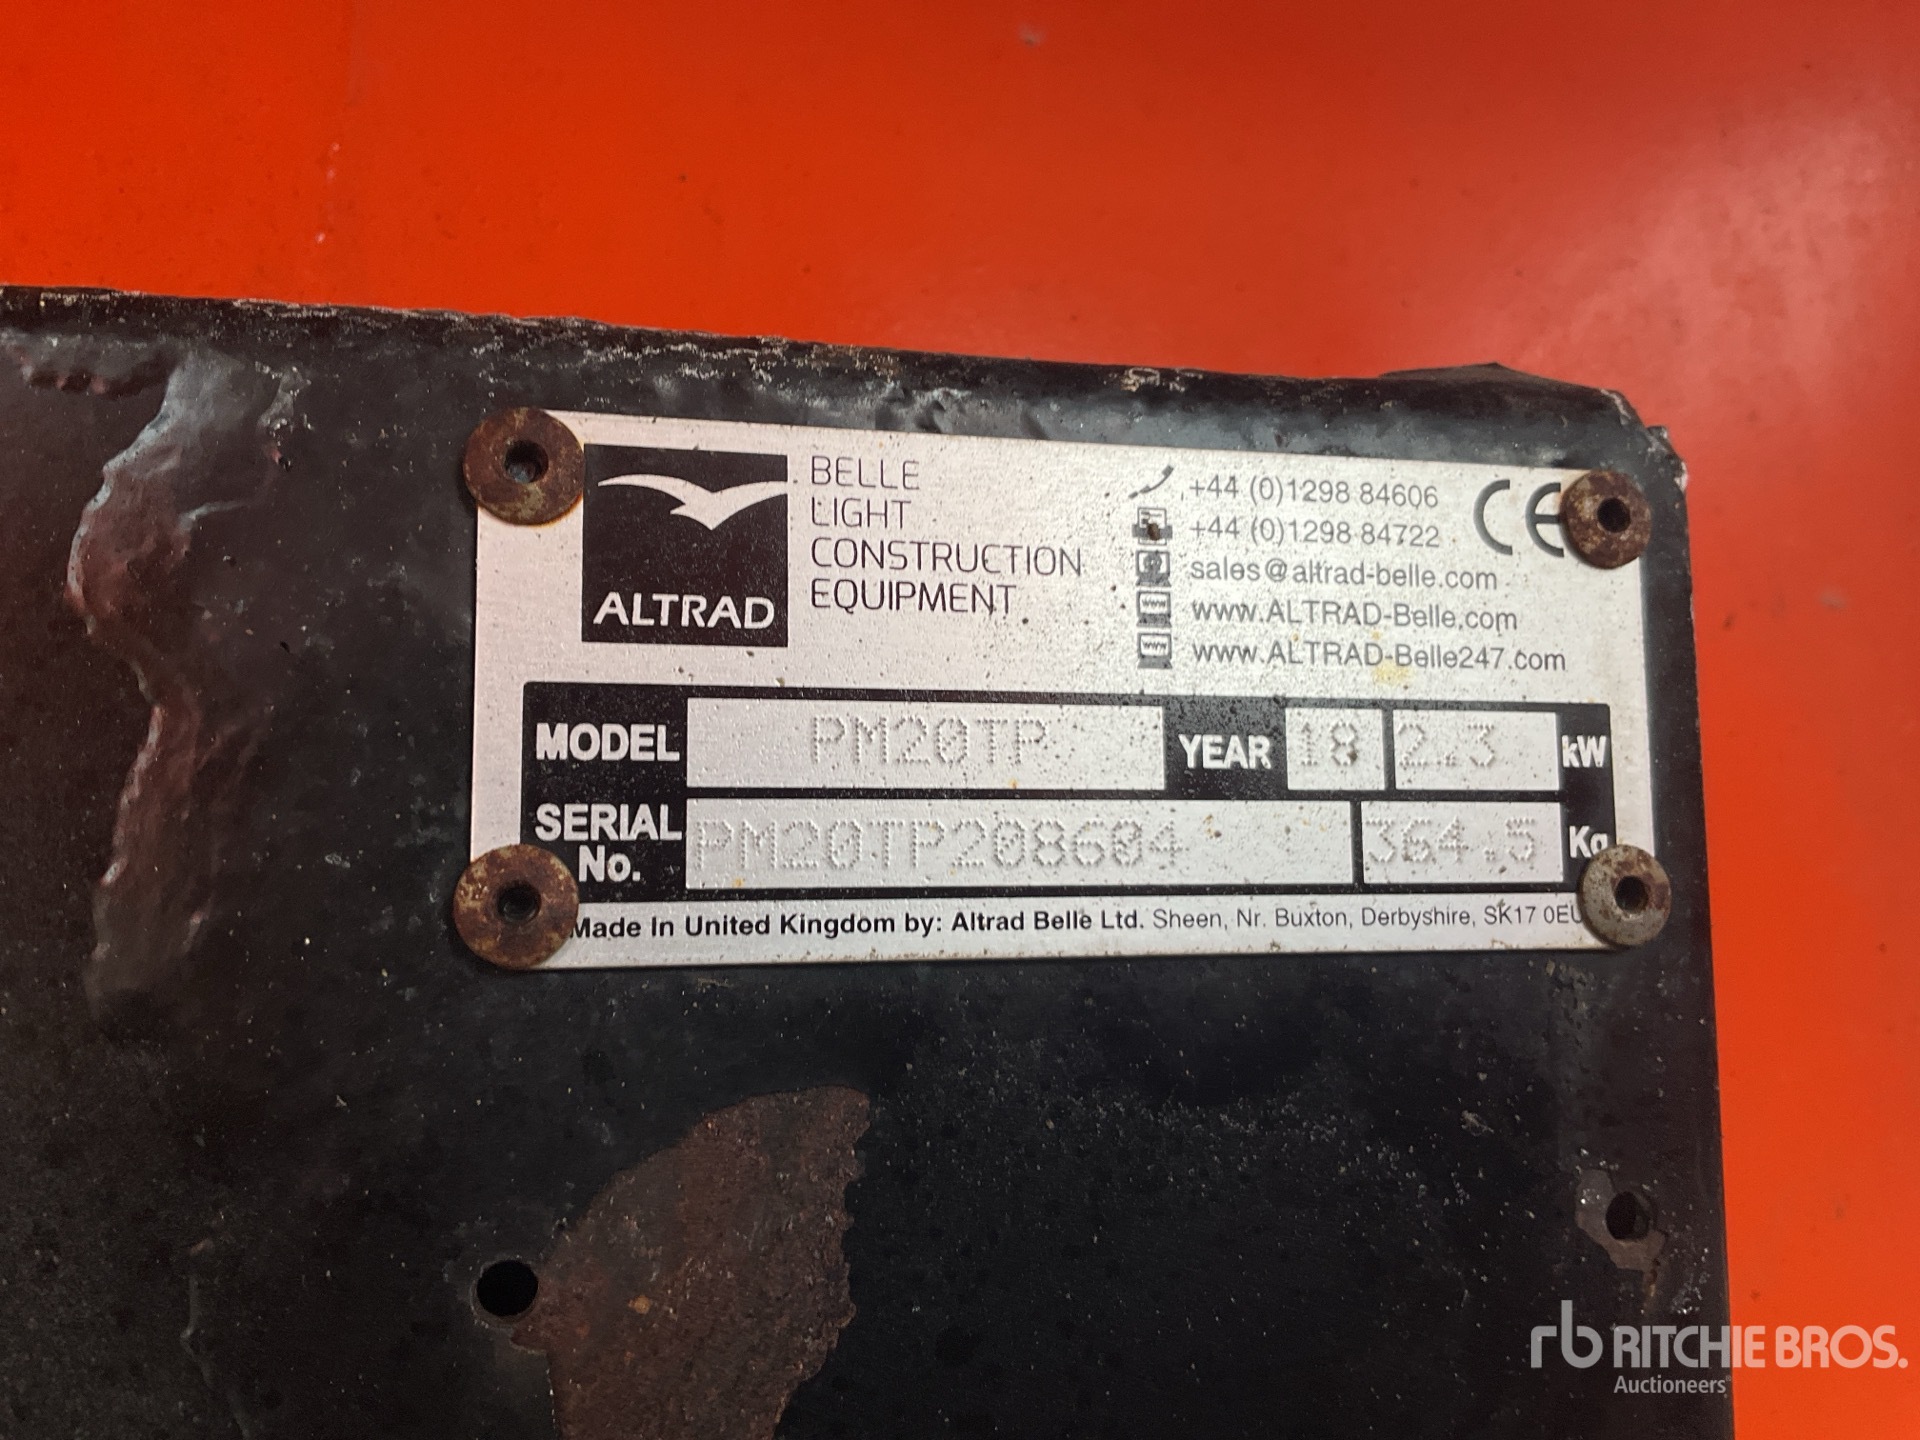 ALTRAD
BELLE
LIGHT
CONSTRUCTION
EQUIPMENT
+44 (0)1298 84606
+44 (0)1298 84722
sales@altrad-belle.com
www.ALTRAD-Belle.com
www.ALTRAD-Belle247.com
CE
MODEL PM20TP YEAR 18 2.3 kW
SERIAL No. PM20TP208604 364.5 Kg
Made In United Kingdom by: Altrad Belle Ltd. Sheen, Nr. Buxton, Derbyshire, SK17 0EU
rb RITCHIE BROS.
Auctioneers